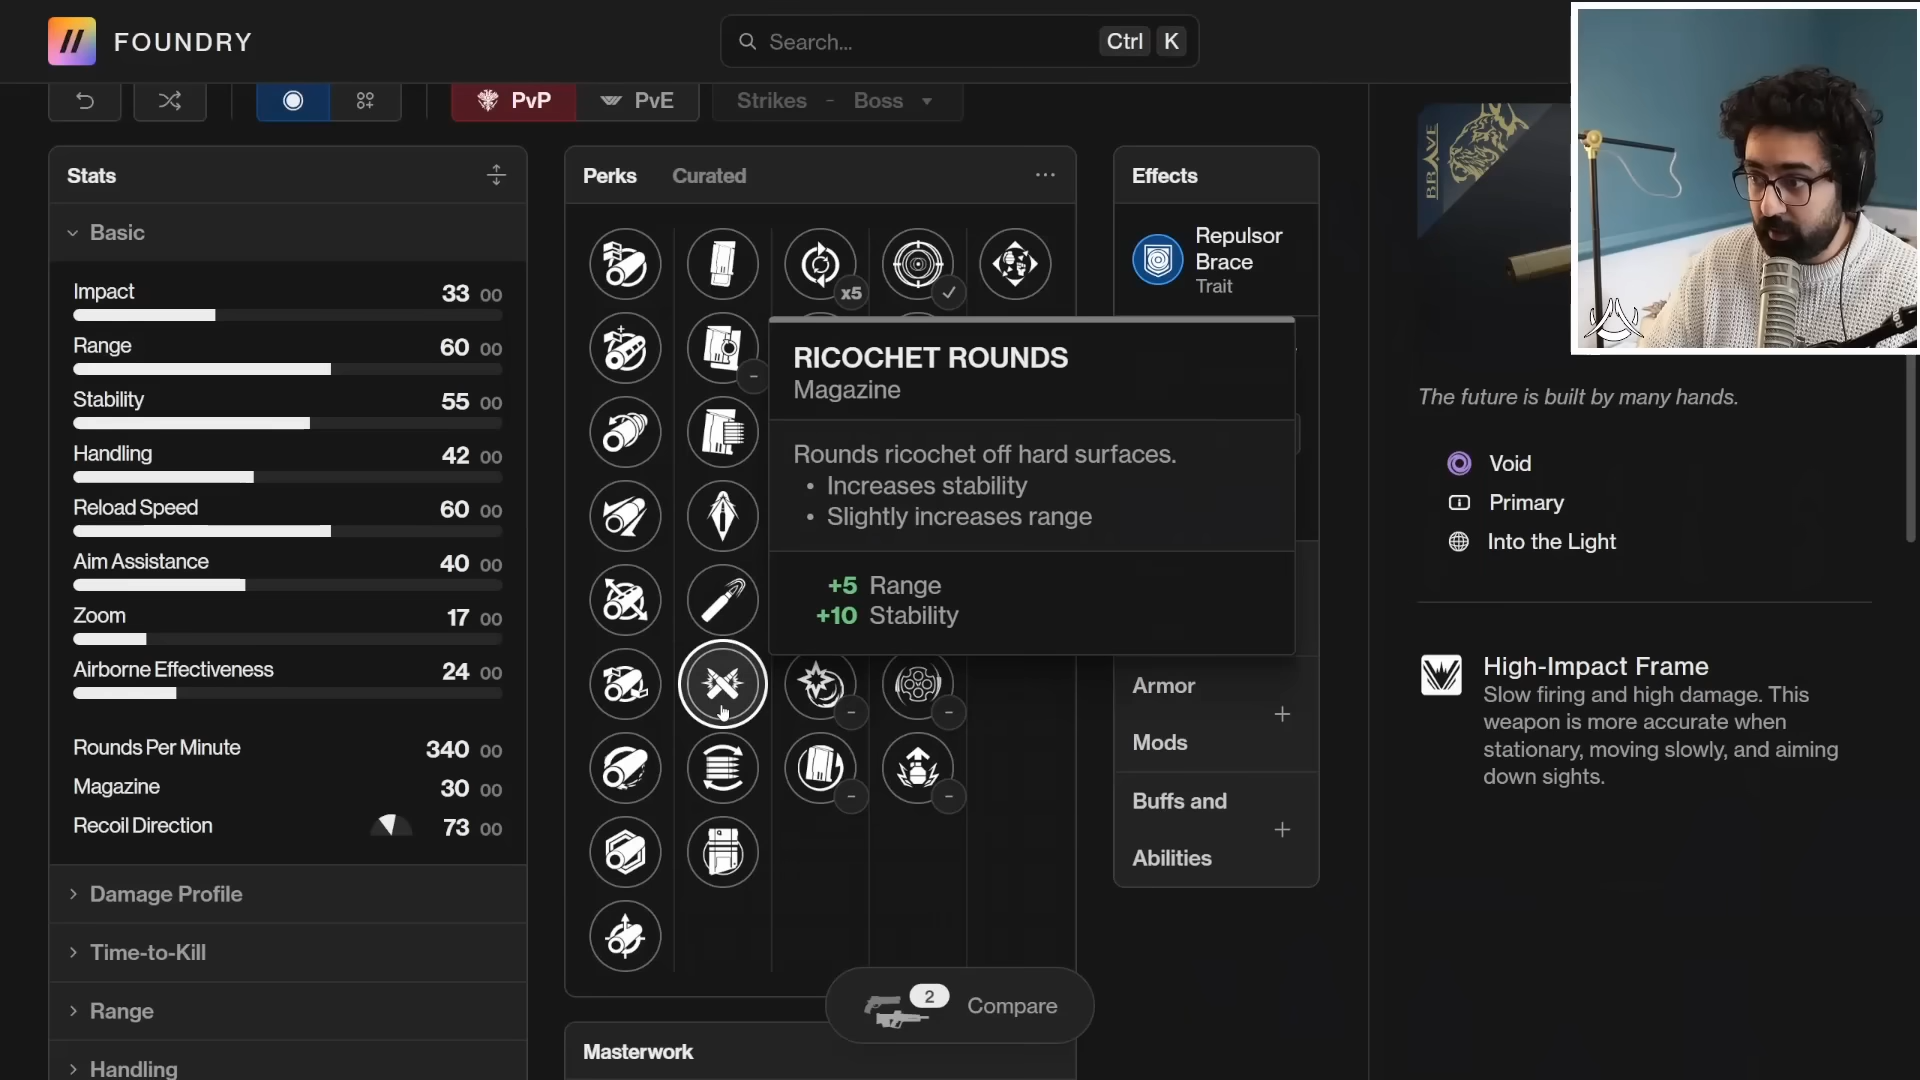 FOUNDRY
Search...
Ctrl K
PvP
PvE
Strikes - Boss
BRAVE
Stats
Perks
Curated
Effects
Basic
Impact 33 00
Range 60 00
Stability 55 00
Handling 42 00
Reload Speed 60 00
Aim Assistance 40 00
Zoom 17 00
Airborne Effectiveness 24 00
Rounds Per Minute 340 00
Magazine 30 00
Recoil Direction 73 00
Damage Profile
Time-to-Kill
Range
Handling
x5
RICOCHET ROUNDS
Magazine
Rounds ricochet off hard surfaces.
• Increases stability
• Slightly increases range
+5 Range
+10 Stability
2
Compare
Masterwork
Repulsor
Brace
Trait
Armor
Mods
Buffs and
Abilities
The future is built by many hands.
Void
Primary
Into the Light
High-Impact Frame
Slow firing and high damage. This
weapon is more accurate when
stationary, moving slowly, and aiming
down sights.